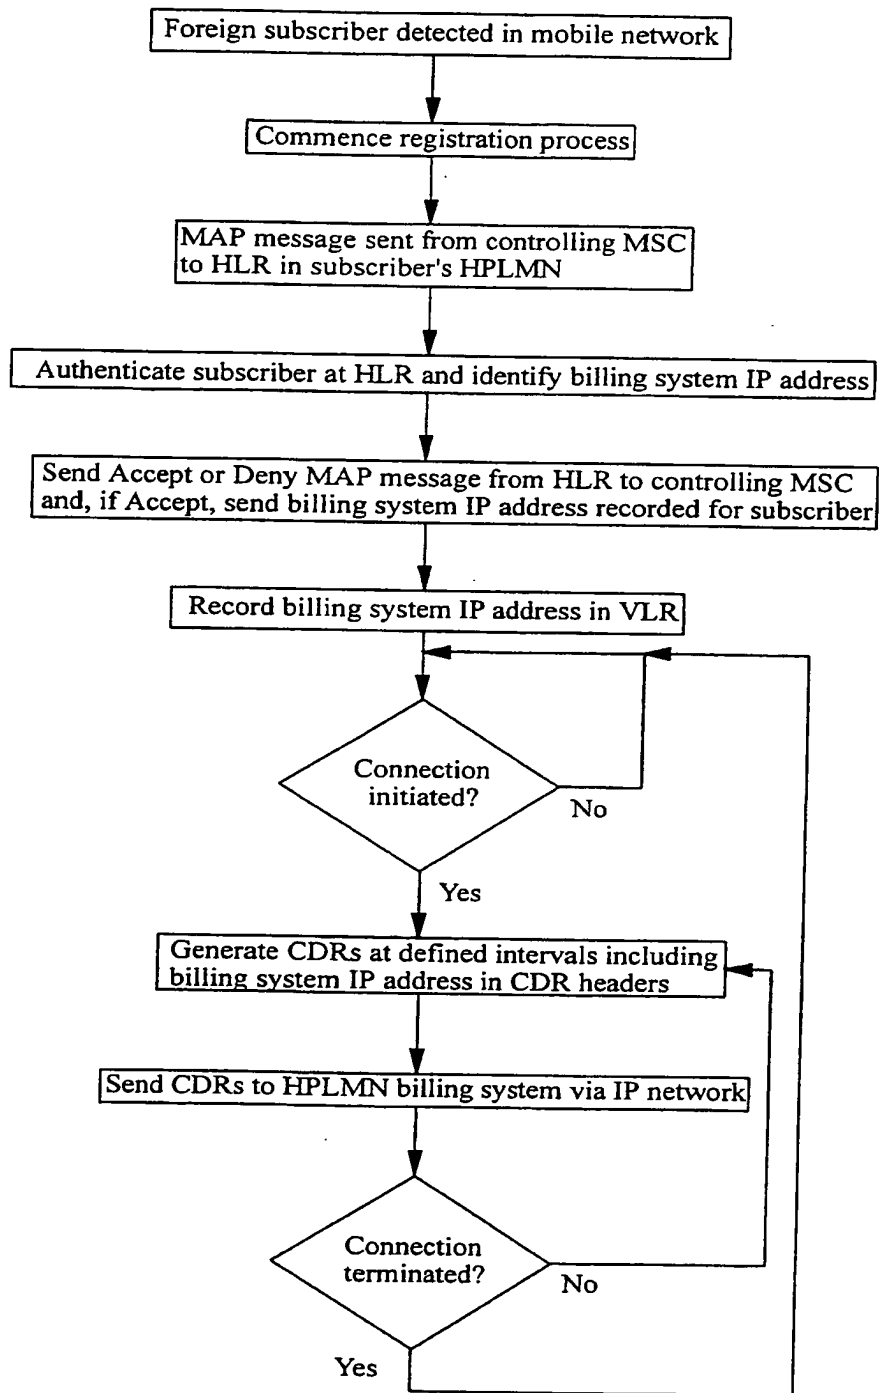 Foreign subscriber detected in mobile network
Commence registration process
MAP message sent from controlling MSC
to HLR in subscriber's HPLMN
Authenticate subscriber at HLR and identify billing system IP address
Send Accept or Deny MAP message from HLR to controlling MSC
and, if Accept, send billing system IP address recorded for subscriber
Record billing system IP address in VLR
Connection
initiated?
No
Yes
Generate CDRs at defined intervals including
billing system IP address in CDR headers
Send CDRs to HPLMN billing system via IP network
Connection
terminated?
No
Yes